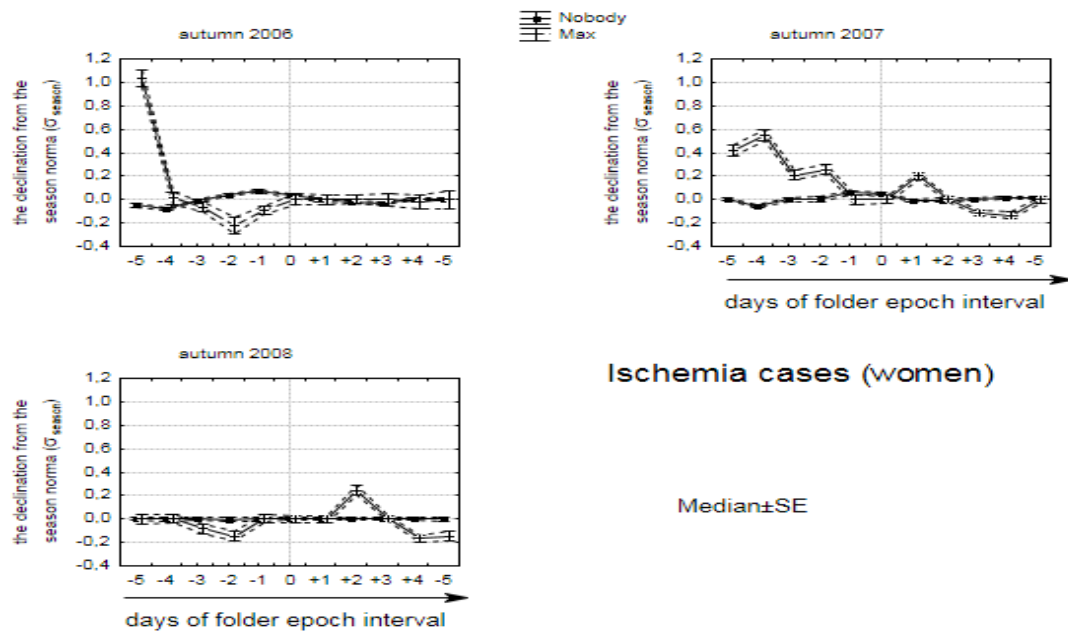 Nobody
Max
autumn 2006
the declination from the
season norma (σseason)
1,2
1,0
0,8
0,6
0,4
0,2
0,0
-0,2
-0,4
-5 -4 -3 -2 -1 0 +1 +2 +3 +4 -5
autumn 2007
the declination from the
season norma (σseason)
1,2
1,0
0,8
0,6
0,4
0,2
0,0
-0,2
-0,4
-5 -4 -3 -2 -1 0 +1 +2 +3 +4 -5
days of folder epoch interval
autumn 2008
the declination from the
season norma (σseason)
1,2
1,0
0,8
0,6
0,4
0,2
0,0
-0,2
-0,4
-5 -4 -3 -2 -1 0 +1 +2 +3 +4 -5
days of folder epoch interval
Ischemia cases (women)
Median±SE